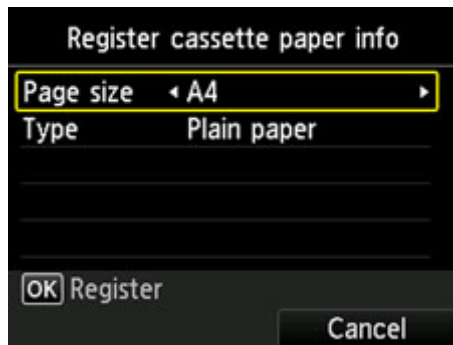 Register cassette paper info
Page size A4
Type Plain paper
OK Register
Cancel